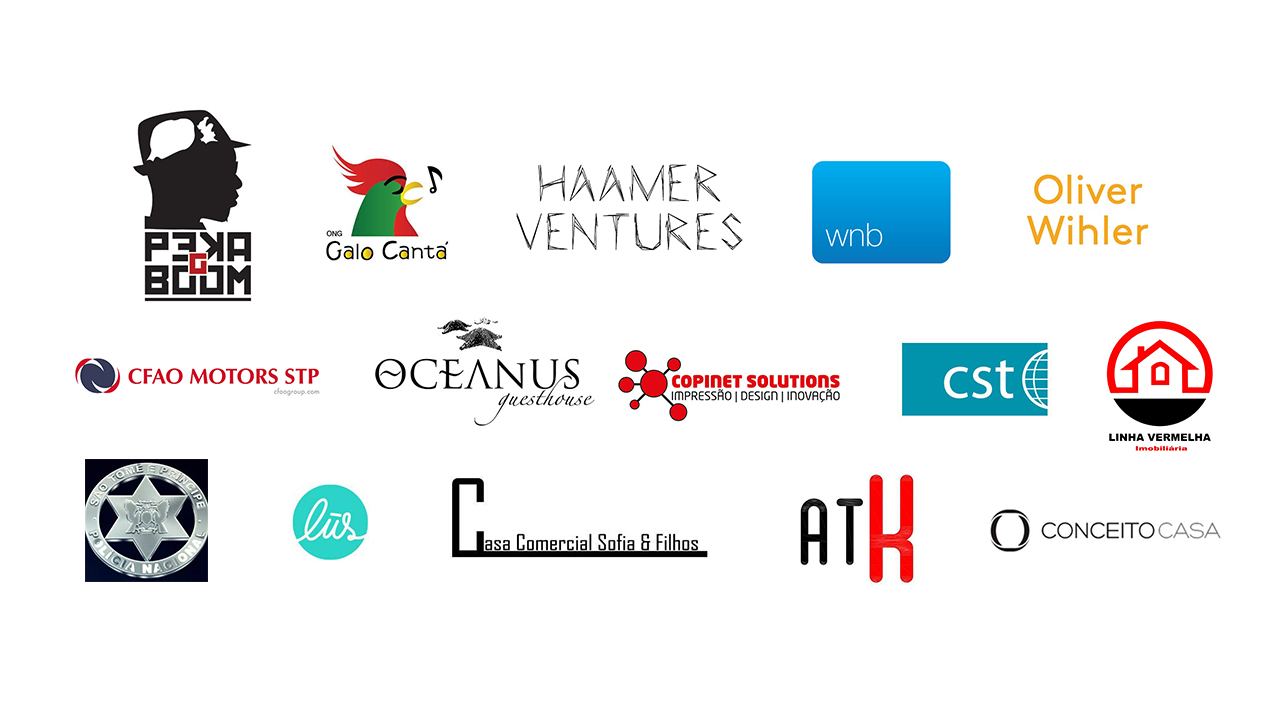 PEKA
G
BOOM
ONG
Galo Cantá
HAAMER
VENTURES
wnb
Oliver
Wihler
CFAO MOTORS STP
cfaogroup.com
OCEANUS
guesthouse
COPINET SOLUTIONS
IMPRESSÃO | DESIGN | INOVAÇÃO
cst
LINHA VERMELHA
Imobiliária
SÃO TOMÉ E PRÍNCIPE
POLÍCIA NACIONAL
lūs
Casa Comercial Sofia & Filhos
ATK
CONCEITO CASA